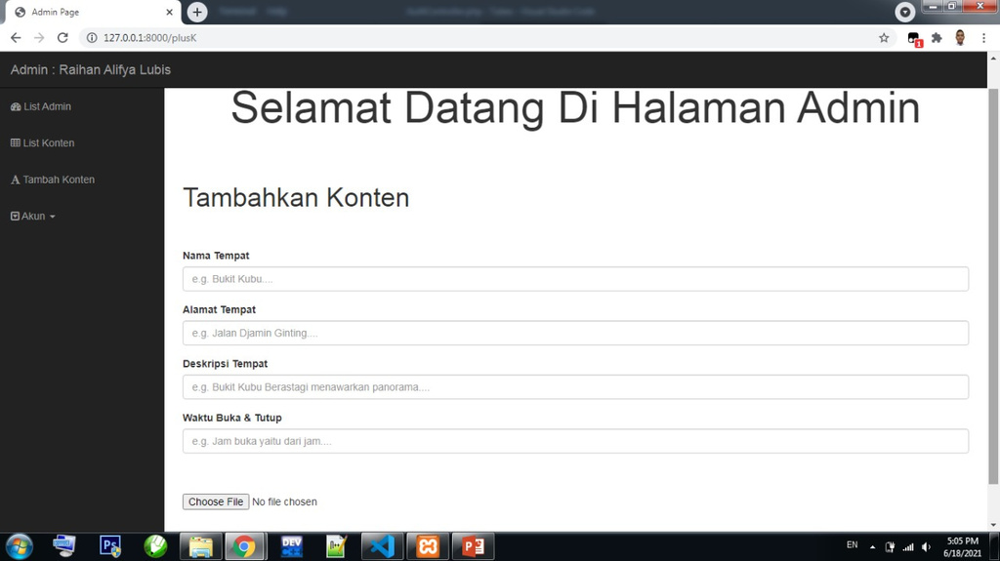 Admin Page
127.0.0.1:8000/plusK
1
Admin : Raihan Alifya Lubis
List Admin
List Konten
Tambah Konten
Akun
Selamat Datang Di Halaman Admin
Tambahkan Konten
Nama Tempat
e.g. Bukit Kubu....
Alamat Tempat
e.g. Jalan Djamin Ginting....
Deskripsi Tempat
e.g. Bukit Kubu Berastagi menawarkan panorama....
Waktu Buka & Tutup
e.g. Jam buka yaitu dari jam....
Choose File No file chosen
Ps
DEV
EN
5:05 PM
6/18/2021